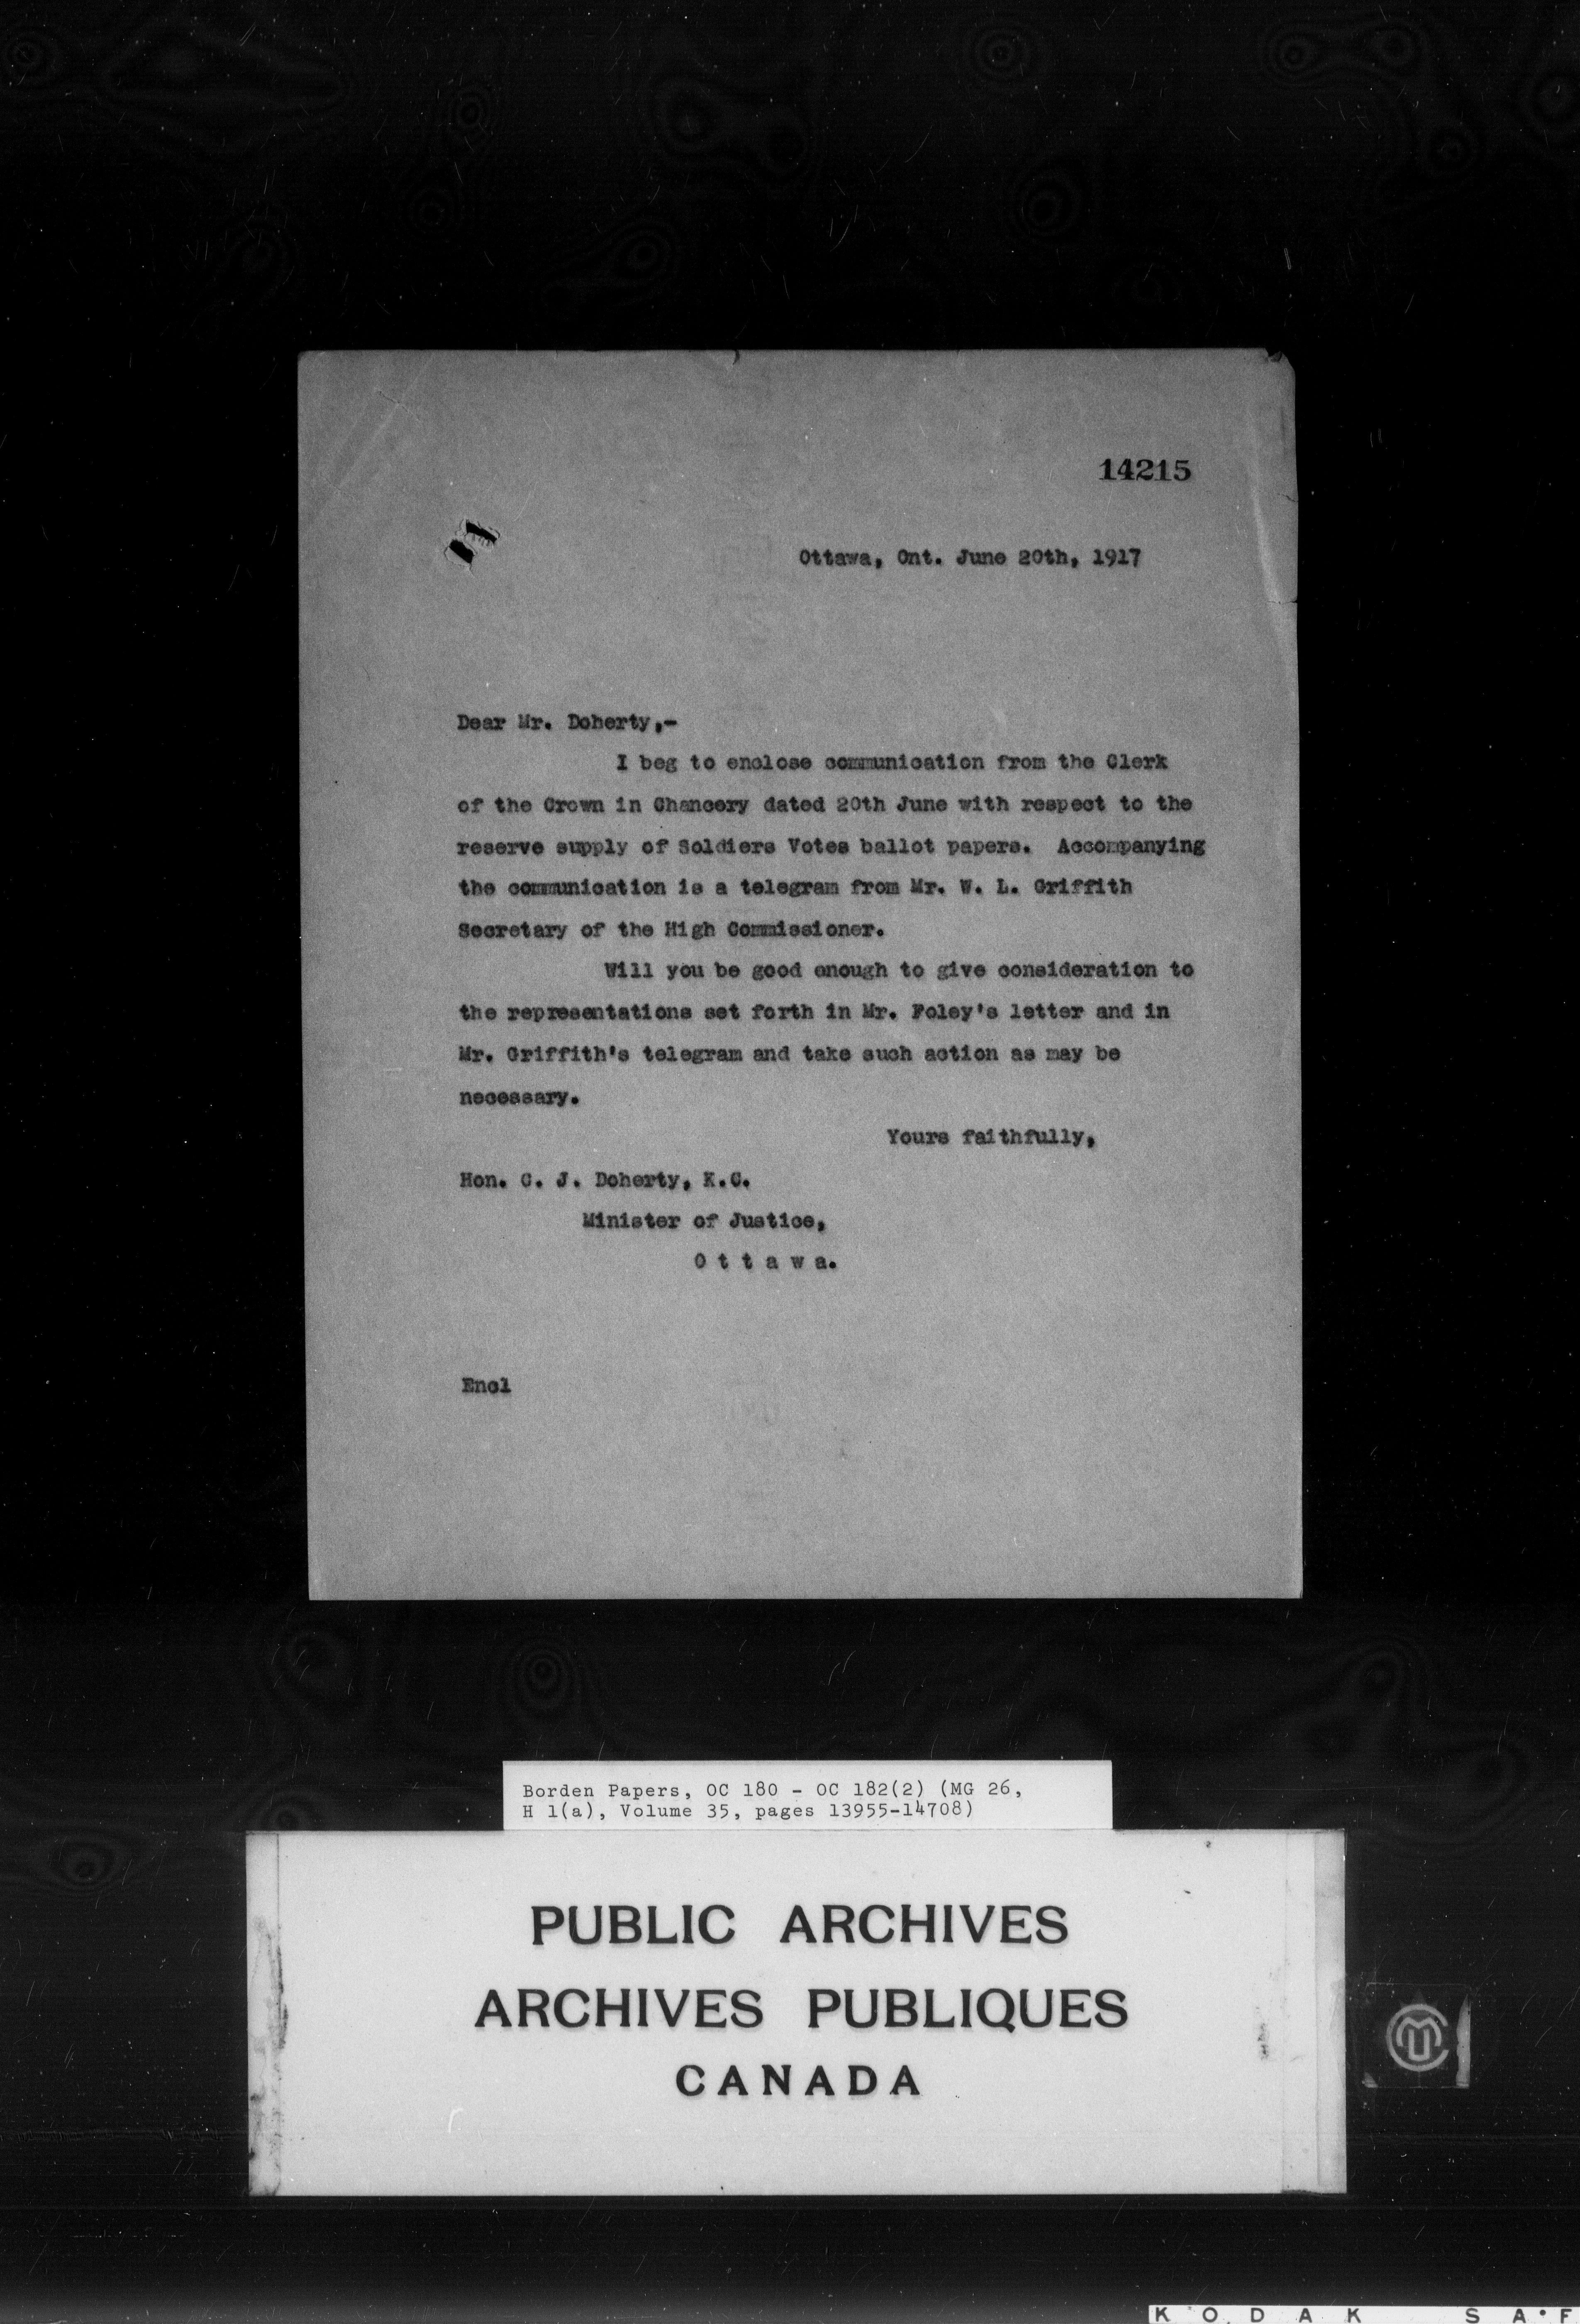 14215
Ottawa, Ont. June 20th, 1917
Dear Mr. Doherty,-
I beg to enclose communication from the Clerk
of the Crown in Chancery dated 20th June with respect to the
reserve supply of Soldiers Votes ballot papers. Accompanying
the communication is a telegram from Mr. W. L. Griffith
Secretary of the High Commissioner.
Will you be good enough to give consideration to
the representations set forth in Mr. Foley's letter and in
Mr. Griffith's telegram and take such action as may be
necessary.
Yours faithfully,
Hon. C. J. Doherty, K.C.
Minister of Justice,
O t t a w a.
Encl
Borden Papers, OC 180 - OC 182(2) (MG 26,
H 1(a), Volume 35, pages 13955-14708)
PUBLIC ARCHIVES
ARCHIVES PUBLIQUES
CANADA
KODAK SA•F